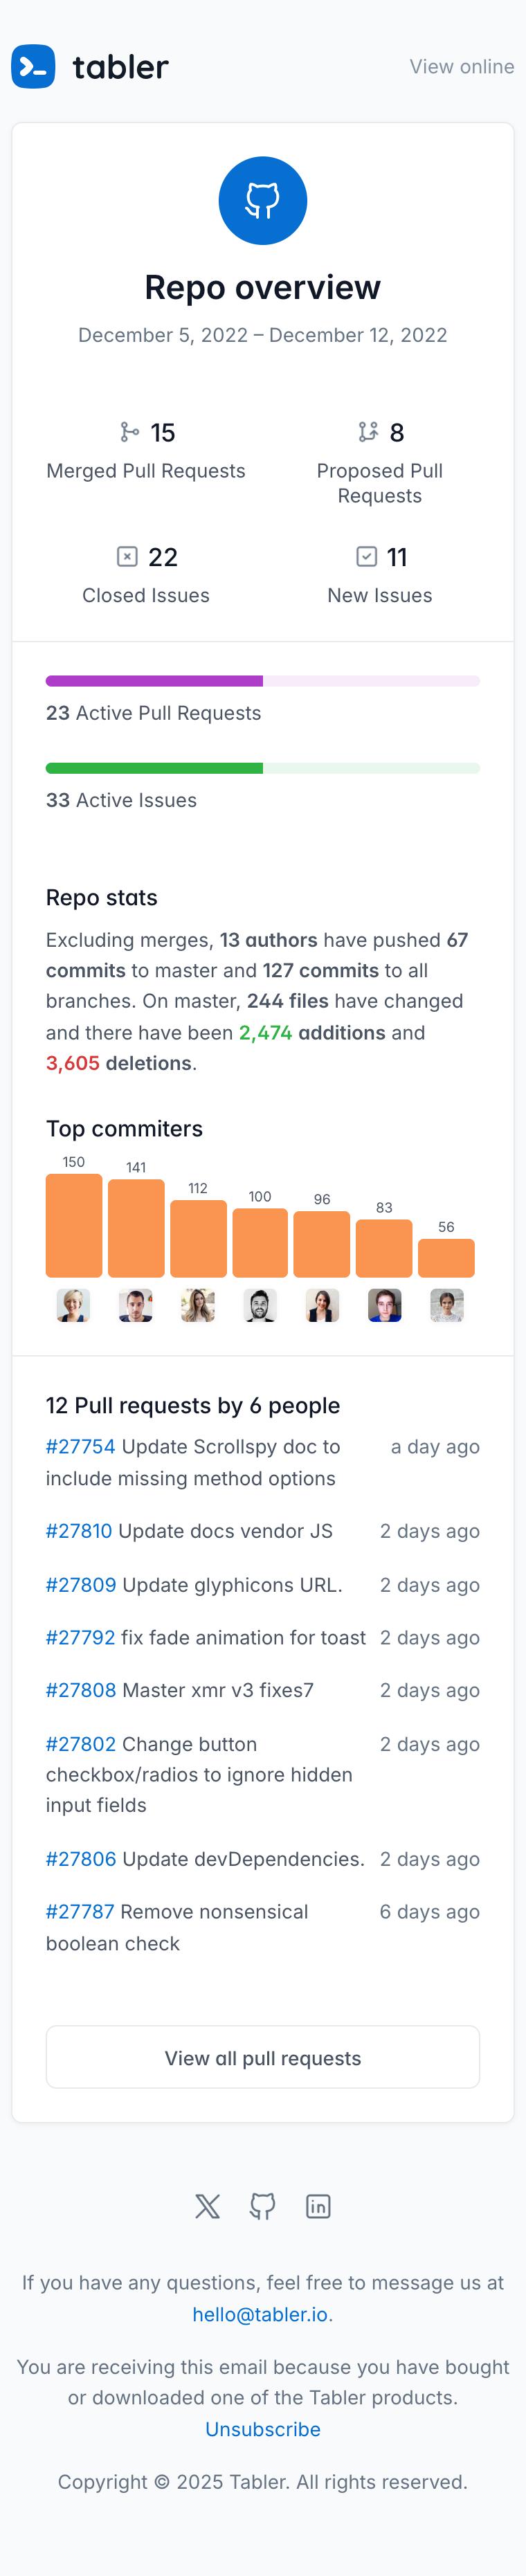 tabler
View online
Repo overview
December 5, 2022 – December 12, 2022
15
Merged Pull Requests
8
Proposed Pull
Requests
22
Closed Issues
11
New Issues
23 Active Pull Requests
33 Active Issues
Repo stats
Excluding merges, 13 authors have pushed 67
commits to master and 127 commits to all
branches. On master, 244 files have changed
and there have been 2,474 additions and
3,605 deletions.
Top commiters
150
141
112
100
96
83
56
12 Pull requests by 6 people
#27754 Update Scrollspy doc to
include missing method options
a day ago
#27810 Update docs vendor JS
2 days ago
#27809 Update glyphicons URL.
2 days ago
#27792 fix fade animation for toast
2 days ago
#27808 Master xmr v3 fixes7
2 days ago
#27802 Change button
checkbox/radios to ignore hidden
input fields
2 days ago
#27806 Update devDependencies.
2 days ago
#27787 Remove nonsensical
boolean check
6 days ago
View all pull requests
If you have any questions, feel free to message us at
hello@tabler.io.
You are receiving this email because you have bought
or downloaded one of the Tabler products.
Unsubscribe
Copyright © 2025 Tabler. All rights reserved.